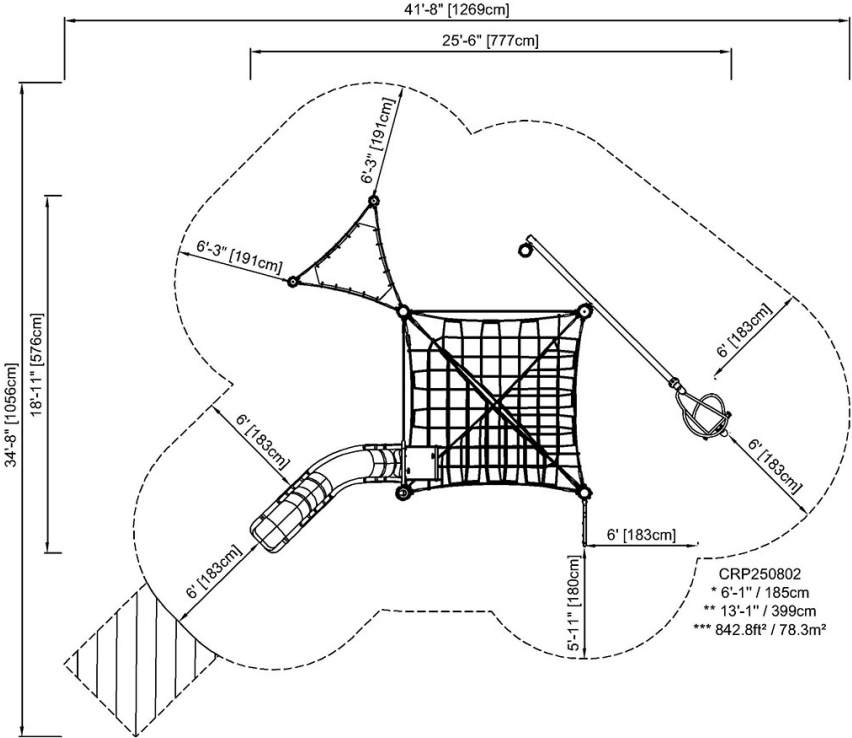 41'-8" [1269cm]
25'-6" [777cm]
6'-3" [191cm]
6'-3" [191cm]
18'-11" [576cm]
34'-8" [1056cm]
6' [183cm]
6' [183cm]
6' [183cm]
6' [183cm]
6' [183cm]
5'-11" [180cm]
CRP250802
* 6'-1" / 185cm
** 13'-1" / 399cm
*** 842.8ft² / 78.3m²